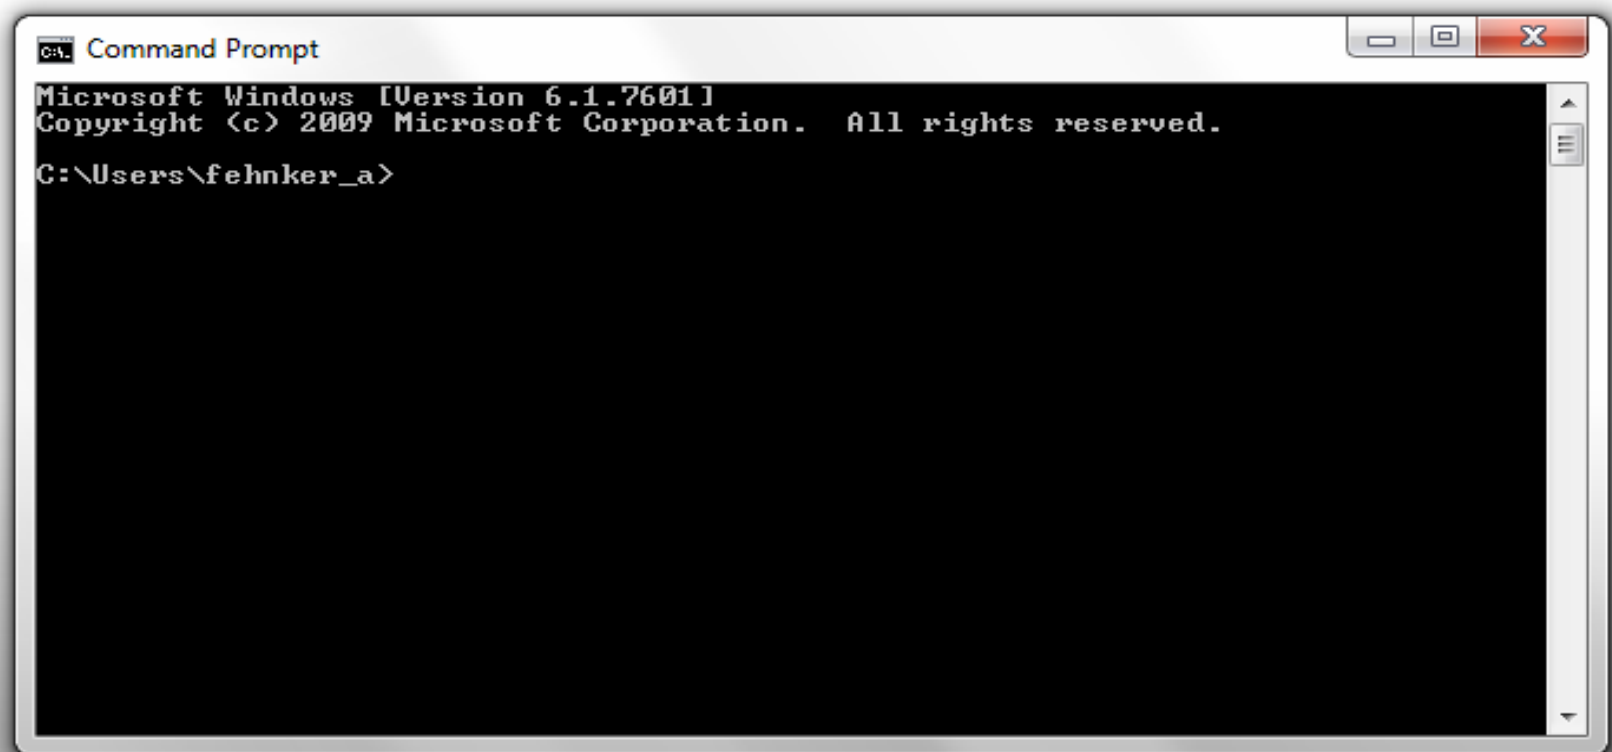 Command Prompt
Microsoft Windows [Version 6.1.7601]
Copyright (c) 2009 Microsoft Corporation.  All rights reserved.
C:\Users\fehnker_a>